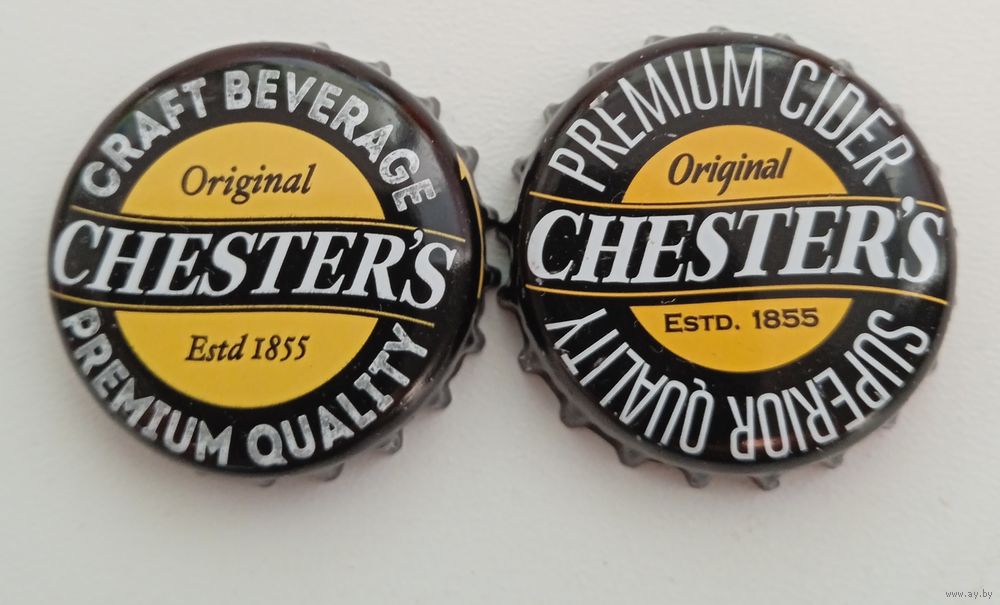 CRAFT BEVERAGE
Original
CHESTER'S
Estd 1855
PREMIUM QUALITY
PREMIUM CIDER
Original
CHESTER'S
ESTD. 1855
SUPERIOR QUALITY
www.ay.by